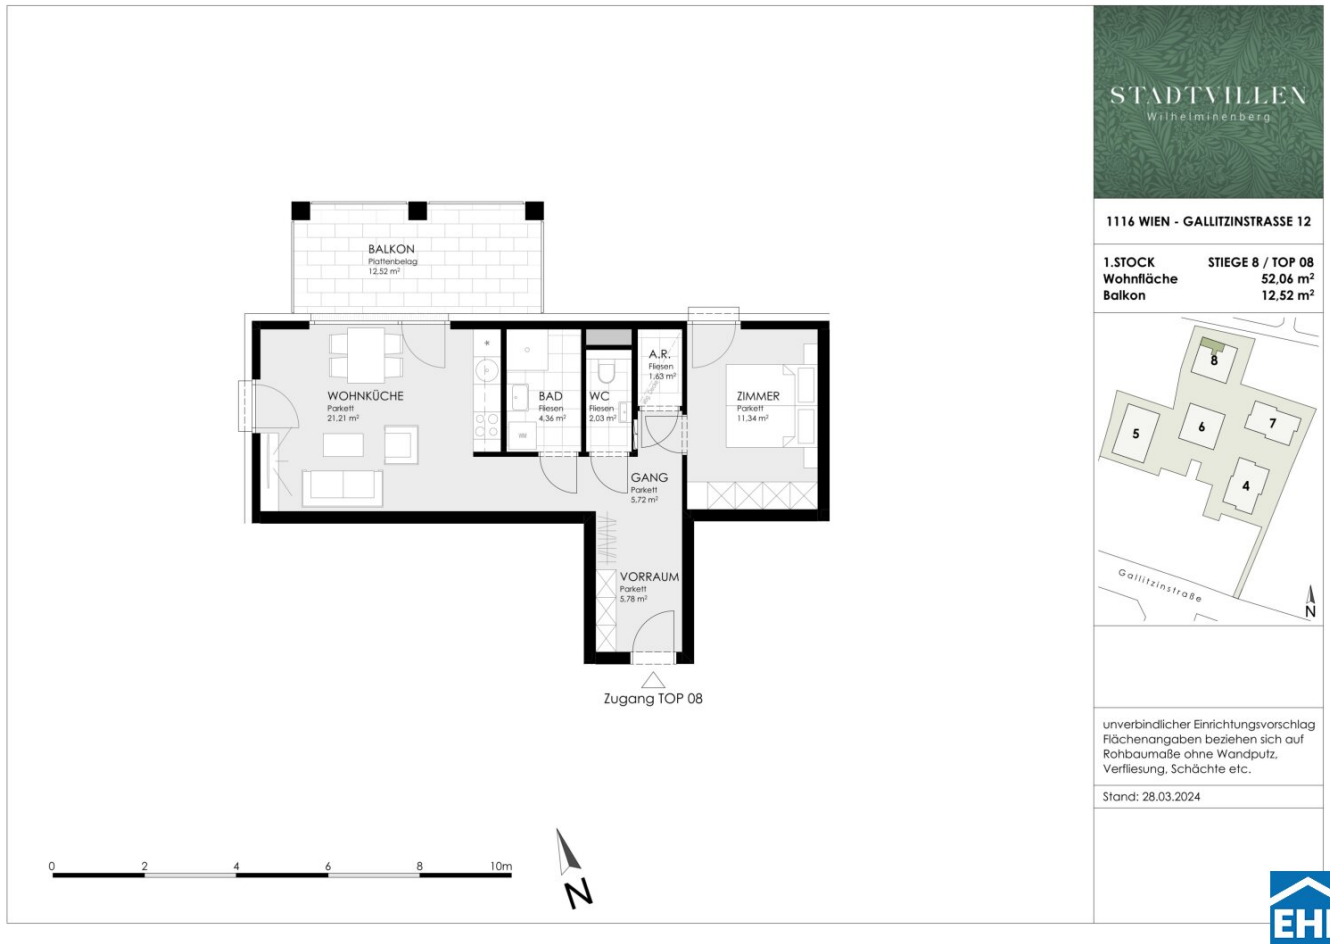 STADTVILLEN
Wilhelminenberg
1116 WIEN - GALLITZINSTRASSE 12
1.STOCK STIEGE 8 / TOP 08
Wohnfläche 52,06 m²
Balkon 12,52 m²
8
5
6
7
4
Gallitzinstraße
N
unverbindlicher Einrichtungsvorschlag
Flächenangaben beziehen sich auf
Rohbaumaße ohne Wandputz,
Verfliesung, Schächte etc.
Stand: 28.03.2024
BALKON
Plattenbelag
12,52 m²
WOHNKÜCHE
Parkett
21,21 m²
BAD
Fliesen
4,36 m²
WC
Fliesen
2,03 m²
A.R.
Fliesen
1,63 m²
ZIMMER
Parkett
11,34 m²
GANG
Parkett
5,72 m²
VORRAUM
Parkett
5,78 m²
Zugang TOP 08
0 2 4 6 8 10m
N
EHL